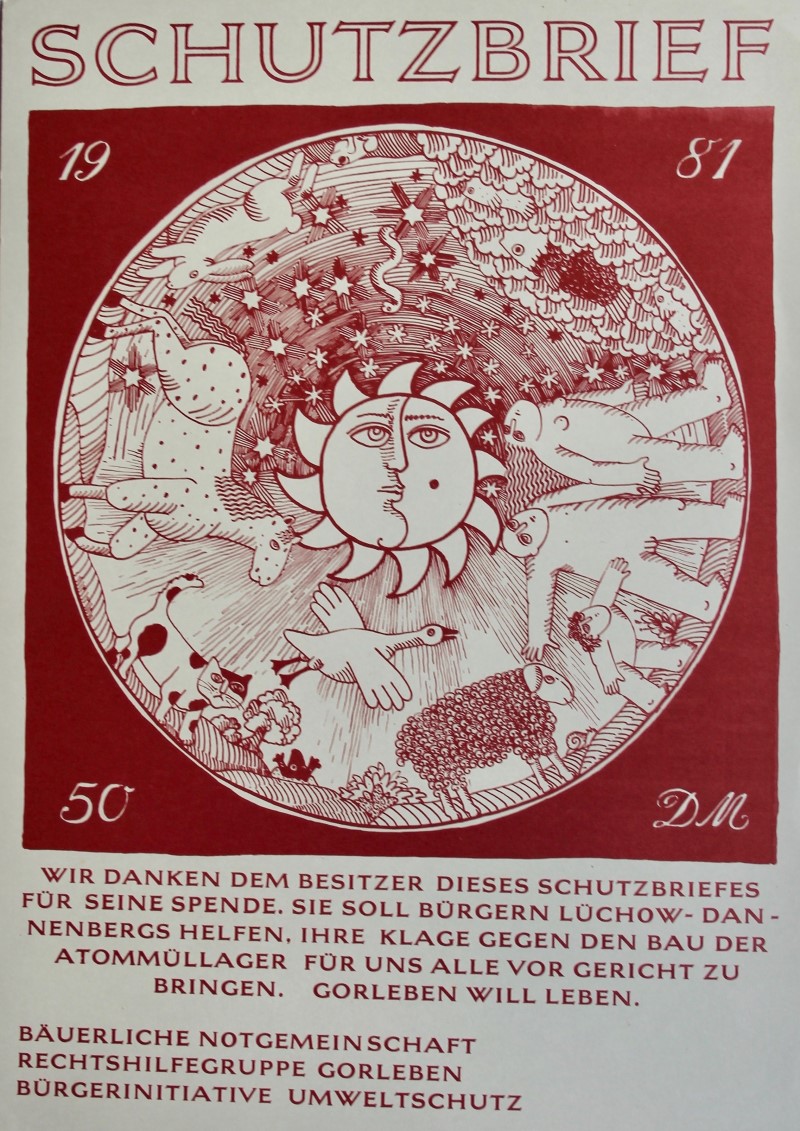 SCHUTZBRIEF
19 81
50 DM
WIR DANKEN DEM BESITZER DIESES SCHUTZBRIEFES
FÜR SEINE SPENDE. SIE SOLL BÜRGERN LÜCHOW-DAN-
NENBERGS HELFEN, IHRE KLAGE GEGEN DEN BAU DER
ATOMMÜLLAGER FÜR UNS ALLE VOR GERICHT ZU
BRINGEN. GORLEBEN WILL LEBEN.
BÄUERLICHE NOTGEMEINSCHAFT
RECHTSHILFEGRUPPE GORLEBEN
BÜRGERINITIATIVE UMWELTSCHUTZ